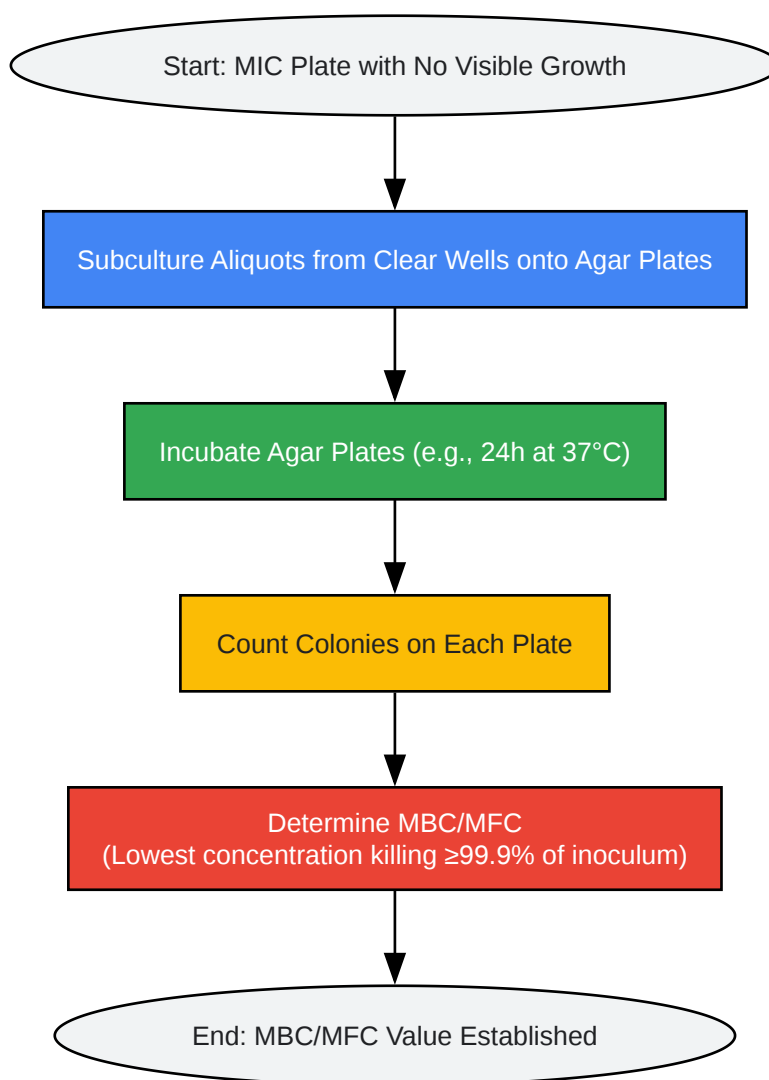 Start: MIC Plate with No Visible Growth
Subculture Aliquots from Clear Wells onto Agar Plates
Incubate Agar Plates (e.g., 24h at 37°C)
Count Colonies on Each Plate
Determine MBC/MFC
(Lowest concentration killing ≥99.9% of inoculum)
End: MBC/MFC Value Established